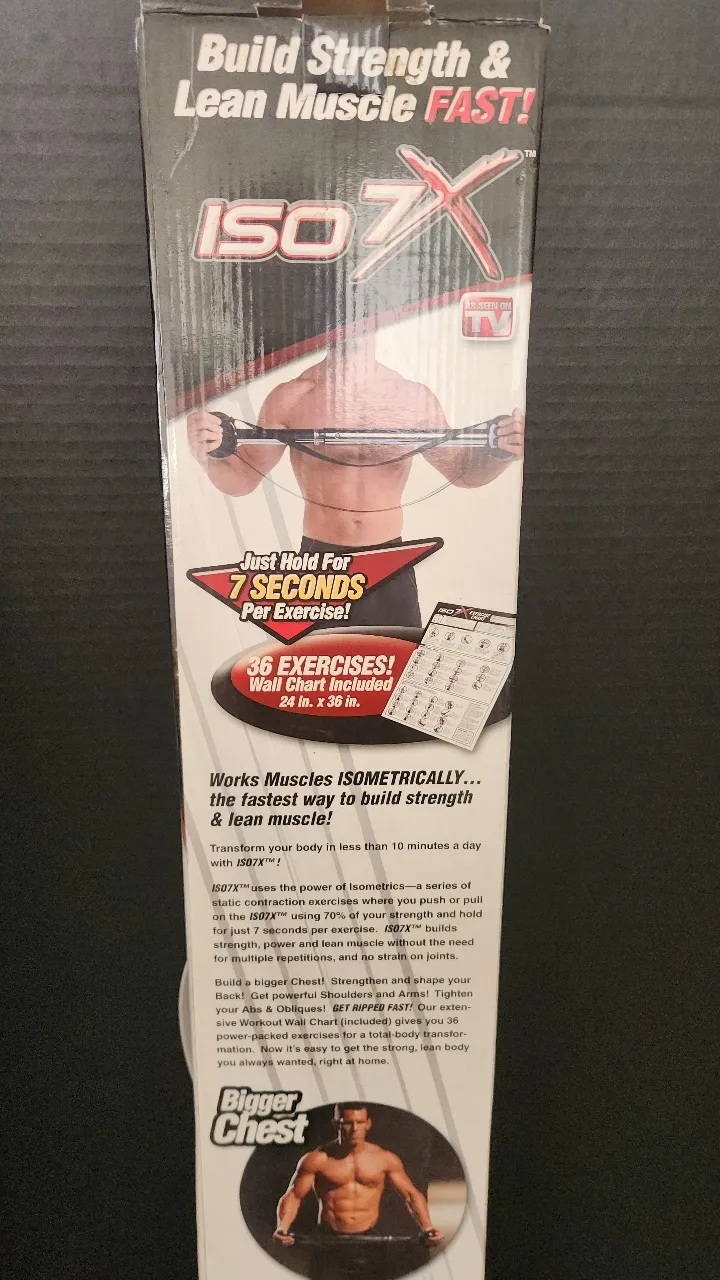 Build Strength &
Lean Muscle FAST!
ISO 7X™
AS SEEN ON
TV
Just Hold For
7 SECONDS
Per Exercise!
36 EXERCISES!
Wall Chart Included
24 in. x 36 in.
ISO 7X
Works Muscles ISOMETRICALLY...
the fastest way to build strength
& lean muscle!
Transform your body in less than 10 minutes a day
with ISO7X™!
ISO7X™ uses the power of Isometrics—a series of
static contraction exercises where you push or pull
on the ISO7X™ using 70% of your strength and hold
for just 7 seconds per exercise. ISO7X™ builds
strength, power and lean muscle without the need
for multiple repetitions, and no strain on joints.
Build a bigger Chest! Strengthen and shape your
Back! Get powerful Shoulders and Arms! Tighten
your Abs & Obliques! GET RIPPED FAST! Our exten-
sive Workout Wall Chart (included) gives you 36
power-packed exercises for a total-body transfor-
mation. Now it's easy to get the strong, lean body
you always wanted, right at home.
Bigger
Chest